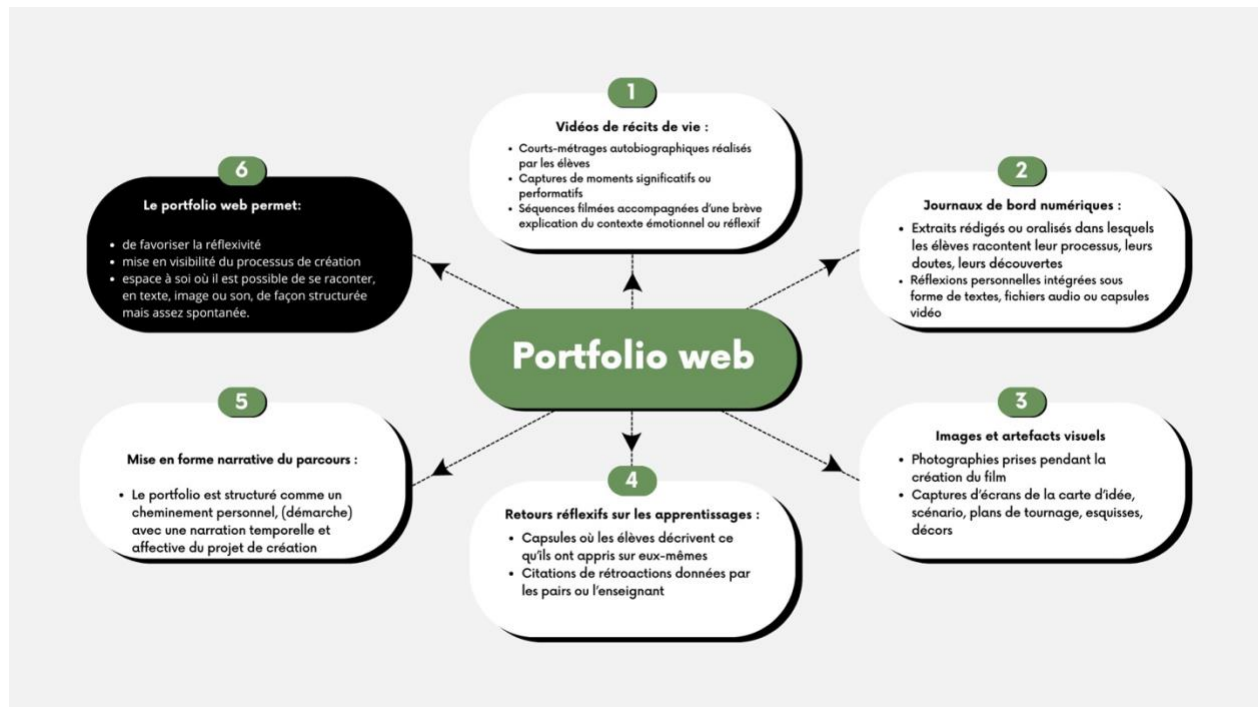 1
Vidéos de récits de vie :
• Courts-métrages autobiographiques réalisés
par les élèves
• Captures de moments significatifs ou
performatifs
• Séquences filmées accompagnées d'une brève
explication du contexte émotionnel ou réflexif
2
Journaux de bord numériques :
• Extraits rédigés ou oralisés dans lesquels
les élèves racontent leur processus, leurs
doutes, leurs découvertes
• Réflexions personnelles intégrées sous
forme de textes, fichiers audio ou capsules
vidéo
6
Le portfolio web permet:
• de favoriser la réflexivité
• mise en visibilité du processus de création
• espace à soi où il est possible de se raconter,
en texte, image ou son, de façon structurée
mais assez spontanée.
Portfolio web
5
Mise en forme narrative du parcours :
• Le portfolio est structuré comme un
cheminement personnel, (démarche)
avec une narration temporelle et
affective du projet de création
4
Retours réflexifs sur les apprentissages :
• Capsules où les élèves décrivent ce
qu'ils ont appris sur eux-mêmes
• Citations de rétroactions données par
les pairs ou l'enseignant
3
Images et artefacts visuels
• Photographies prises pendant la
création du film
• Captures d'écrans de la carte d'idée,
scénario, plans de tournage, esquisses,
décors